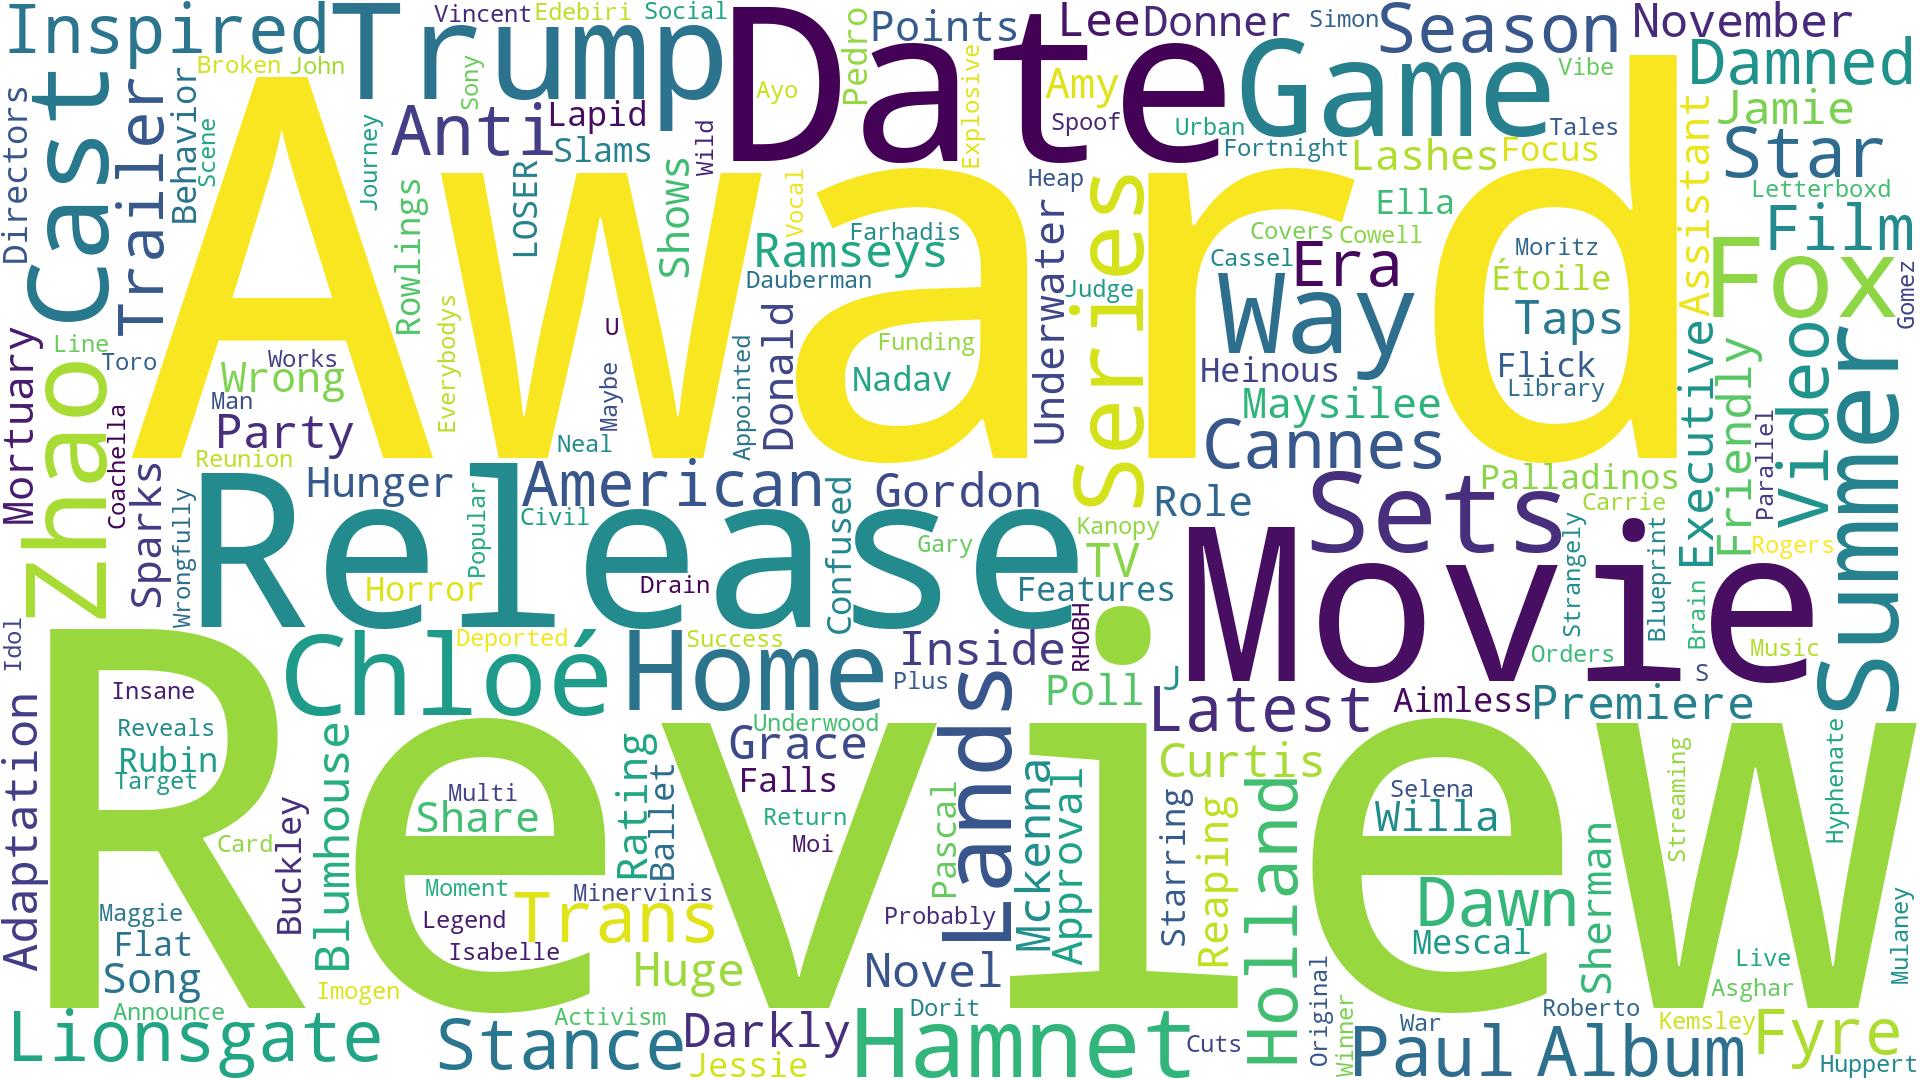 Inspired
Trump
Vincent
Edebiri
Social
Date
Points
Pedro
Lee
Donner
Simon
Season
November
Damned
Game
Vibe
Broken
John
Sony
Ayo
Explosive
Amy
Jamie
Directors
Cast
Trailer
Behavior
Scene
Journey
Anti
Lapid
Slams
Wild
Spoof
Urban
Fortnight
Tales
Lashes
Focus
Assistant
Star
Award
LOSER
Shows
Vocal
Heap
Ella
Letterboxd
Rowlings
Ramseys
Farhadis
Dauberman
Underwater
Series
Judge
Covers
Cowell
Cassel
Era
Moritz
Étoile
Film
Fox
Gomez
Everybodys
U
Donald
Funding
Nadav
Way
Taps
Mortuary
Line
Toro
Works
Wrong
Man
Party
Maybe
Appointed
Heinous
Flick
Library
Maysilee
Executive
Friendly
Video
Summer
Zhao
Coachella
Reunion
Neal
Cannes
Parallel
Sparks
Hunger
American
Gordon
Role
Sets
Palladinos
Carrie
Wrongfully
Release
Popular
Civil
Confused
Gary
Kanopy
TV
Movie
Strangely
Blueprint
Rogers
Horror
Drain
Features
Brain
Idol
Deported
Success
RHOBH
Orders
Music
Chloé
Home
Inside
Plus
Poll
J
S
Insane
Latest
Aimless
Premiere
Adaptation
Reveals
Rubin
Target
Review
Underwood
Grace
Lands
Hyphenate
Blumhouse
Rating
Ballet
Falls
Mckenna
Approval
Curtis
Streaming
Multi
Share
Return
Moi
Pascal
Starring
Reaping
Holland
Selena
Willa
Sherman
Card
Buckley
Moment
Minervinis
Legend
Trans
Probably
Dawn
Mescal
Mulaney
Maggie
Flat
Isabelle
Song
Imogen
Huge
Novel
Live
Asghar
Announce
Activism
Dorit
Original
Roberto
Lionsgate
Stance
Darkly
Hamnet
Cuts
Winner
War
Kemsley
Fyre
Jessie
Paul
Album
Huppert